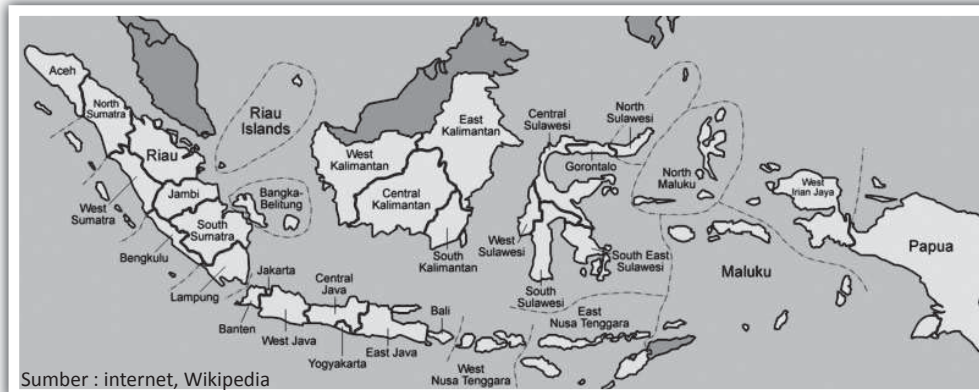 Aceh
North
Sumatra
Riau
Islands
Riau
West
Sumatra
Jambi
Bangka-
Belitung
South
Sumatra
Bengkulu
Lampung
Jakarta
Banten
West Java
Central
Java
Yogyakarta
East Java
Bali
West
Nusa Tenggara
East
Nusa Tenggara
West
Kalimantan
Central
Kalimantan
East
Kalimantan
South
Kalimantan
Central
Sulawesi
North
Sulawesi
Gorontalo
West
Sulawesi
South
Sulawesi
South East
Sulawesi
North
Maluku
Maluku
West
Irian Jaya
Papua
Sumber : internet, Wikipedia